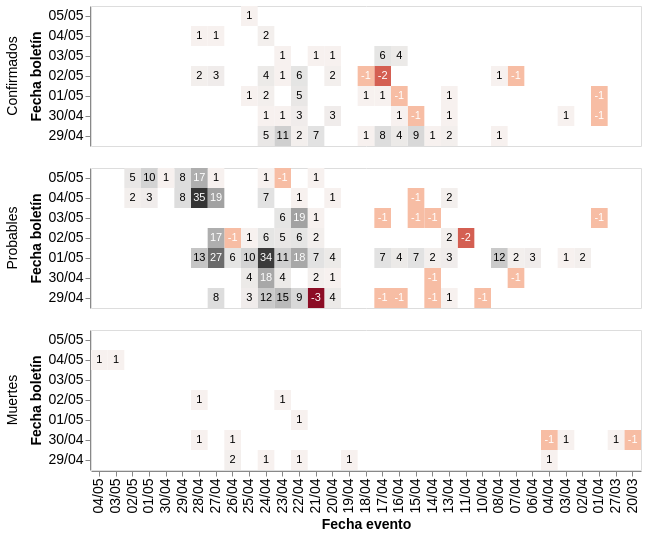 Confirmados
Fecha boletín
05/05 1
04/05 1 1 2
03/05 1 1 1 6 4
02/05 2 3 4 1 6 2 -1 -2 1 -1
01/05 1 2 5 1 1 -1 1 -1
30/04 1 1 3 3 1 -1 1 1 -1
29/04 5 11 2 7 1 8 4 9 1 2 1
Probables
Fecha boletín
05/05 5 10 1 8 17 1 1 -1 1
04/05 2 3 8 35 19 7 1 1 -1 2
03/05 6 19 1 -1 -1 -1 -1
02/05 17 -1 1 6 5 6 2 2 -2
01/05 13 27 6 10 34 11 18 7 4 7 4 7 2 3 12 2 3 1 2
30/04 4 18 4 2 1 -1 -1
29/04 8 3 12 15 9 -3 4 -1 -1 -1 1 -1
Muertes
Fecha boletín
05/05
04/05 1 1
03/05
02/05 1 1
01/05 1
30/04 1 1 -1 1 1 -1
29/04 2 1 1 1 1
04/05 03/05 02/05 01/05 30/04 29/04 28/04 27/04 26/04 25/04 24/04 23/04 22/04 21/04 20/04 19/04 18/04 17/04 16/04 15/04 14/04 13/04 11/04 10/04 09/04 07/04 06/04 04/04 03/04 02/04 01/04 27/03 20/03
Fecha evento